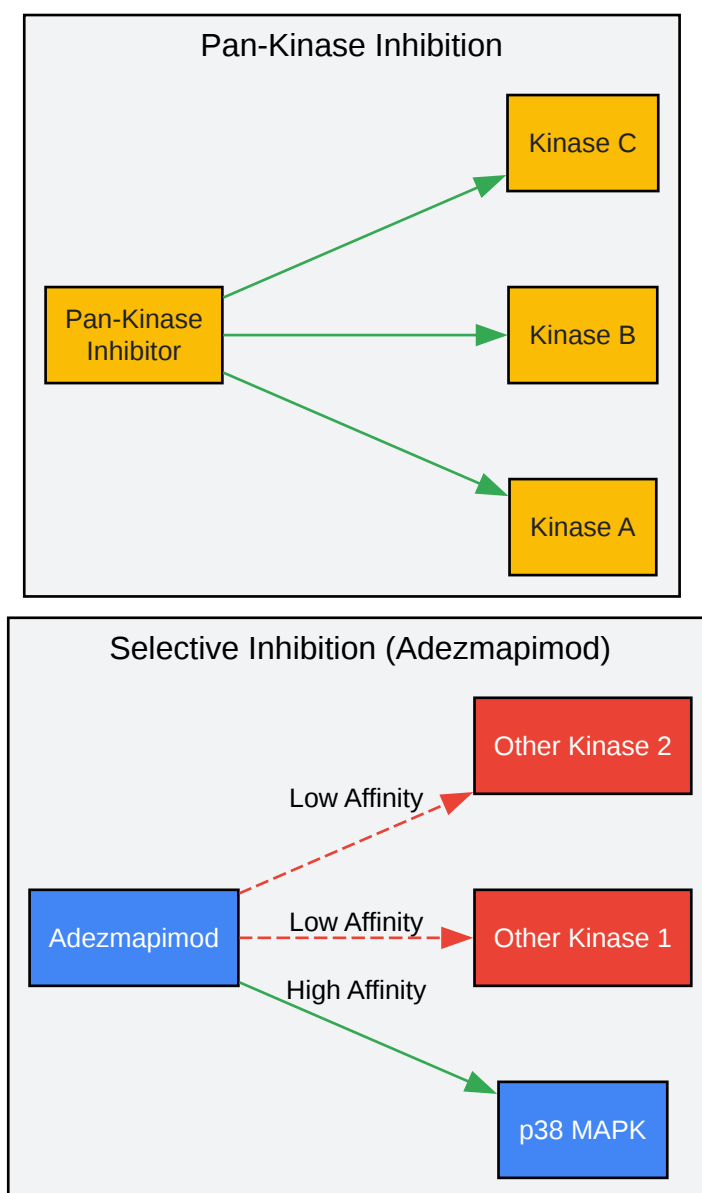 Pan-Kinase Inhibition
Kinase C
Pan-Kinase
Inhibitor
Kinase B
Kinase A
Selective Inhibition (Adezmapimod)
Other Kinase 2
Low Affinity
Adezmapimod
Low Affinity
Other Kinase 1
High Affinity
p38 MAPK